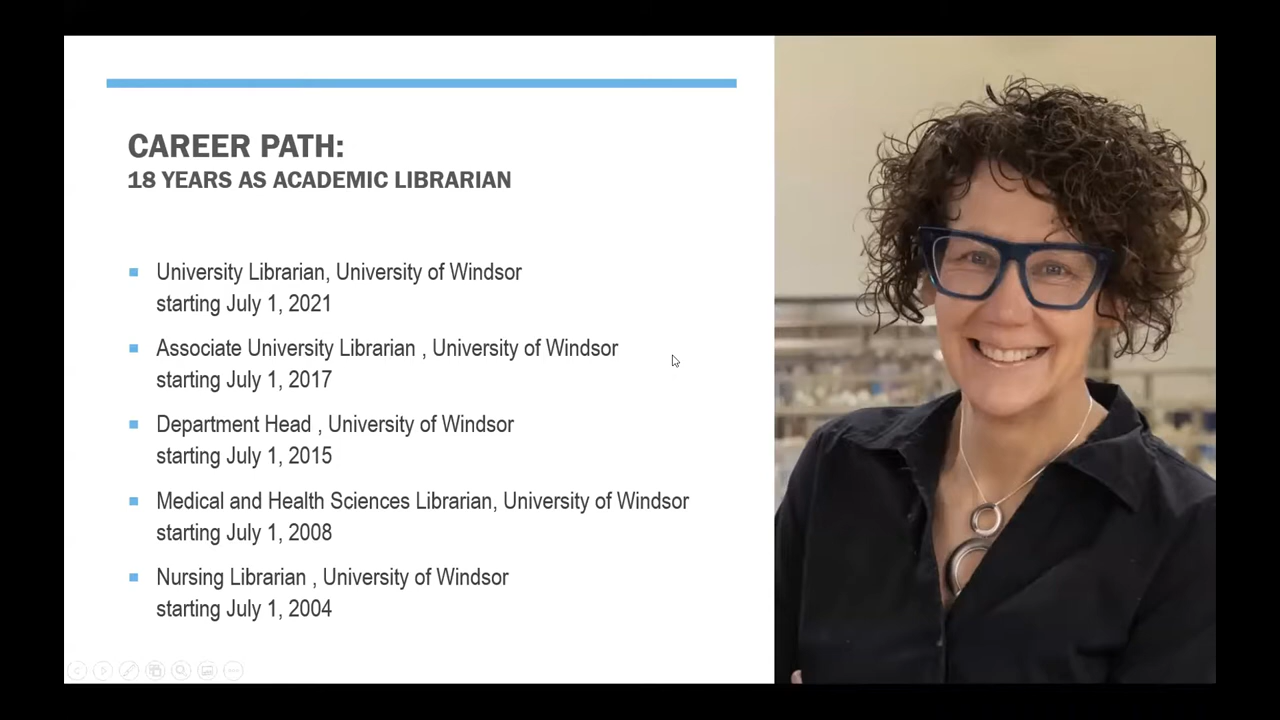 CAREER PATH:
18 YEARS AS ACADEMIC LIBRARIAN
University Librarian, University of Windsor
starting July 1, 2021
Associate University Librarian , University of Windsor
starting July 1, 2017
Department Head , University of Windsor
starting July 1, 2015
Medical and Health Sciences Librarian, University of Windsor
starting July 1, 2008
Nursing Librarian , University of Windsor
starting July 1, 2004